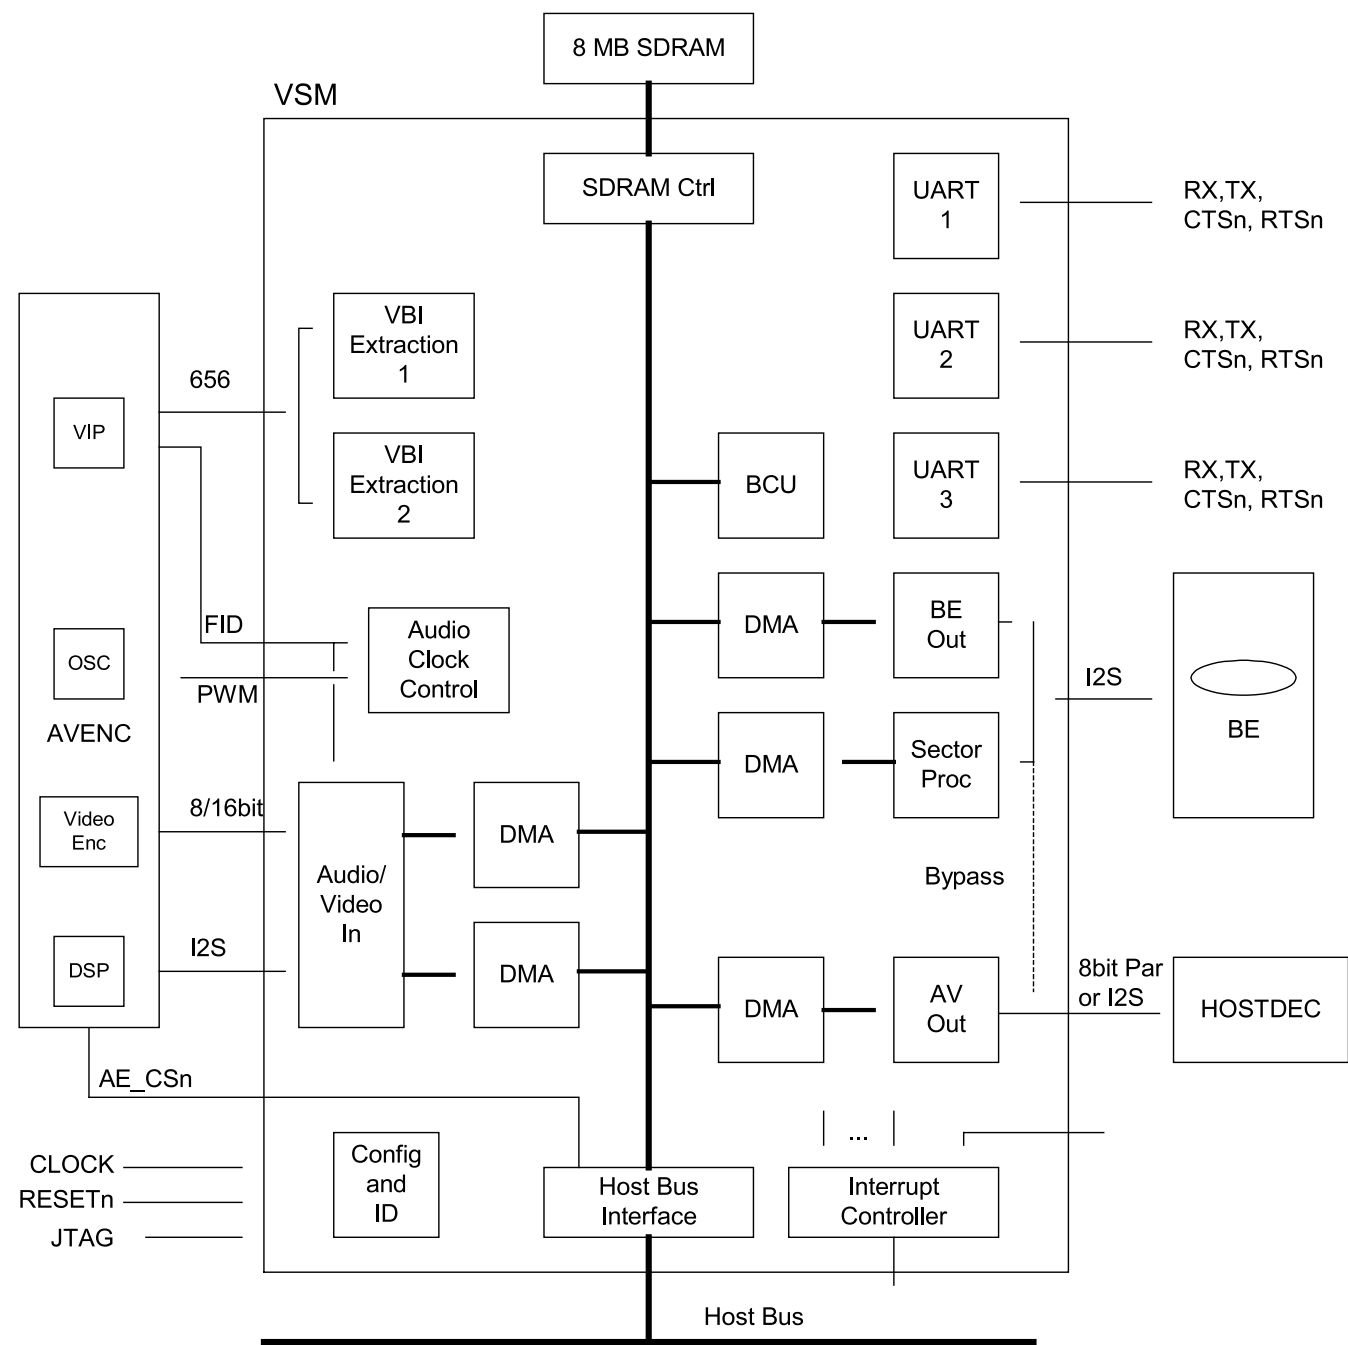 8 MB SDRAM
VSM
SDRAM Ctrl
UART
1
RX,TX,
CTSn, RTSn
VBI
Extraction
1
UART
2
RX,TX,
CTSn, RTSn
656
VIP
VBI
Extraction
2
BCU
UART
3
RX,TX,
CTSn, RTSn
FID
OSC
PWM
AVENC
Audio
Clock
Control
DMA
BE
Out
I2S
BE
DMA
Sector
Proc
8/16bit
Video
Enc
Audio/
Video
In
DMA
Bypass
I2S
DSP
DMA
DMA
AV
Out
8bit Par
or I2S
HOSTDEC
AE_CSn
...
CLOCK
RESETn
JTAG
Config
and
ID
Host Bus
Interface
Interrupt
Controller
Host Bus